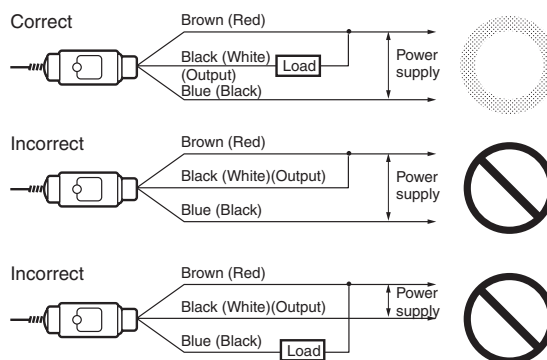 Correct
Brown (Red)
Black (White)
(Output)
Load
Blue (Black)
Power
supply
Incorrect
Brown (Red)
Black (White)(Output)
Blue (Black)
Power
supply
Incorrect
Brown (Red)
Black (White)(Output)
Blue (Black)
Load
Power
supply